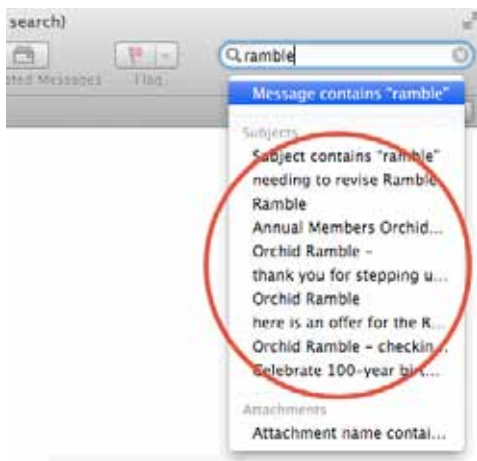 search)
ramble
ted Messages
Flag
Message contains "ramble"
Subjects
Subject contains "ramble"
needing to revise Ramble
Ramble
Annual Members Orchid...
Orchid Ramble –
thank you for stepping u...
Orchid Ramble
here is an offer for the R...
Orchid Ramble – checkin...
Celebrate 100-year birt...
Attachments
Attachment name contai...